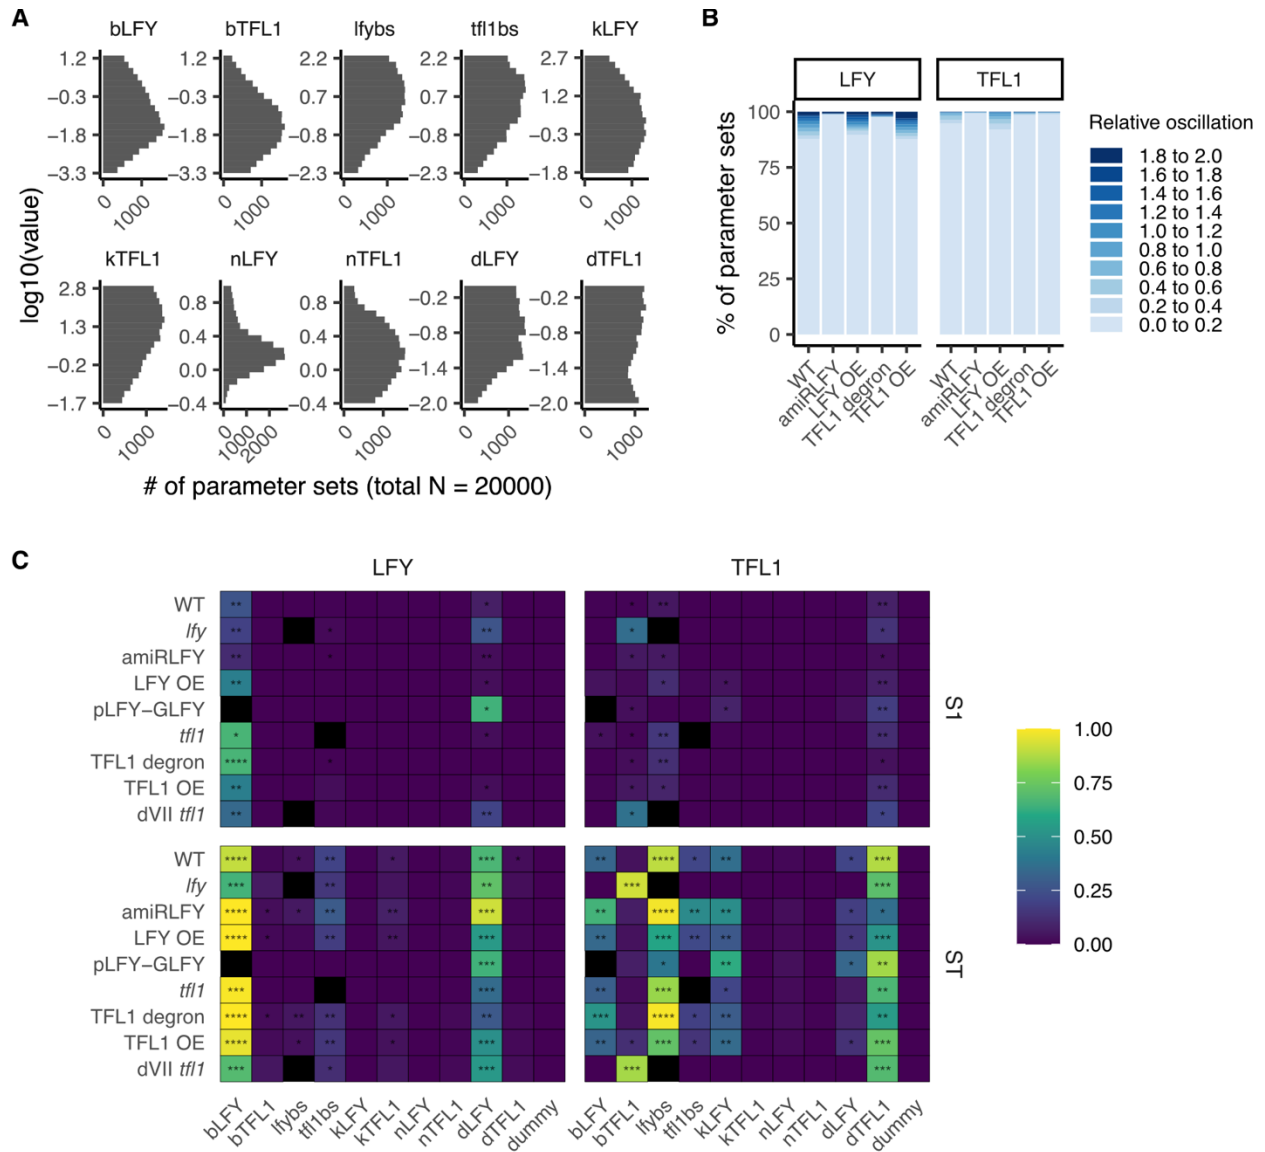 A
bLFY
bTFL1
lfybs
tfl1bs
kLFY
1.2
−0.3
−1.8
−3.3
0
1000
1.2
−0.3
−1.8
−3.3
0
1000
2.2
0.7
−0.8
−2.3
0
1000
2.2
0.7
−0.8
−2.3
0
1000
2.7
1.2
−0.3
−1.8
0
1000
log10(value)
kTFL1
nLFY
nTFL1
dLFY
dTFL1
2.8
1.3
−0.2
−1.7
0
1000
0.8
0.4
0.0
−0.4
0
1000
2000
0.8
0.4
0.0
−0.4
0
1000
−0.2
−0.8
−1.4
−2.0
0
1000
−0.2
−0.8
−1.4
−2.0
0
1000
# of parameter sets (total N = 20000)
B
LFY
TFL1
% of parameter sets
100
75
50
25
0
WT
amiRLFY
LFY OE
TFL1 degron
TFL1 OE
WT
amiRLFY
LFY OE
TFL1 degron
TFL1 OE
Relative oscillation
1.8 to 2.0
1.6 to 1.8
1.4 to 1.6
1.2 to 1.4
1.0 to 1.2
0.8 to 1.0
0.6 to 0.8
0.4 to 0.6
0.2 to 0.4
0.0 to 0.2
C
LFY
TFL1
WT
lfy
amiRLFY
LFY OE
pLFY−GLFY
tfl1
TFL1 degron
TFL1 OE
dVII tfl1
S1
WT
lfy
amiRLFY
LFY OE
pLFY−GLFY
tfl1
TFL1 degron
TFL1 OE
dVII tfl1
ST
bLFY
bTFL1
lfybs
tfl1bs
kLFY
kTFL1
nLFY
nTFL1
dLFY
dTFL1
dummy
bLFY
bTFL1
lfybs
tfl1bs
kLFY
kTFL1
nLFY
nTFL1
dLFY
dTFL1
dummy
1.00
0.75
0.50
0.25
0.00